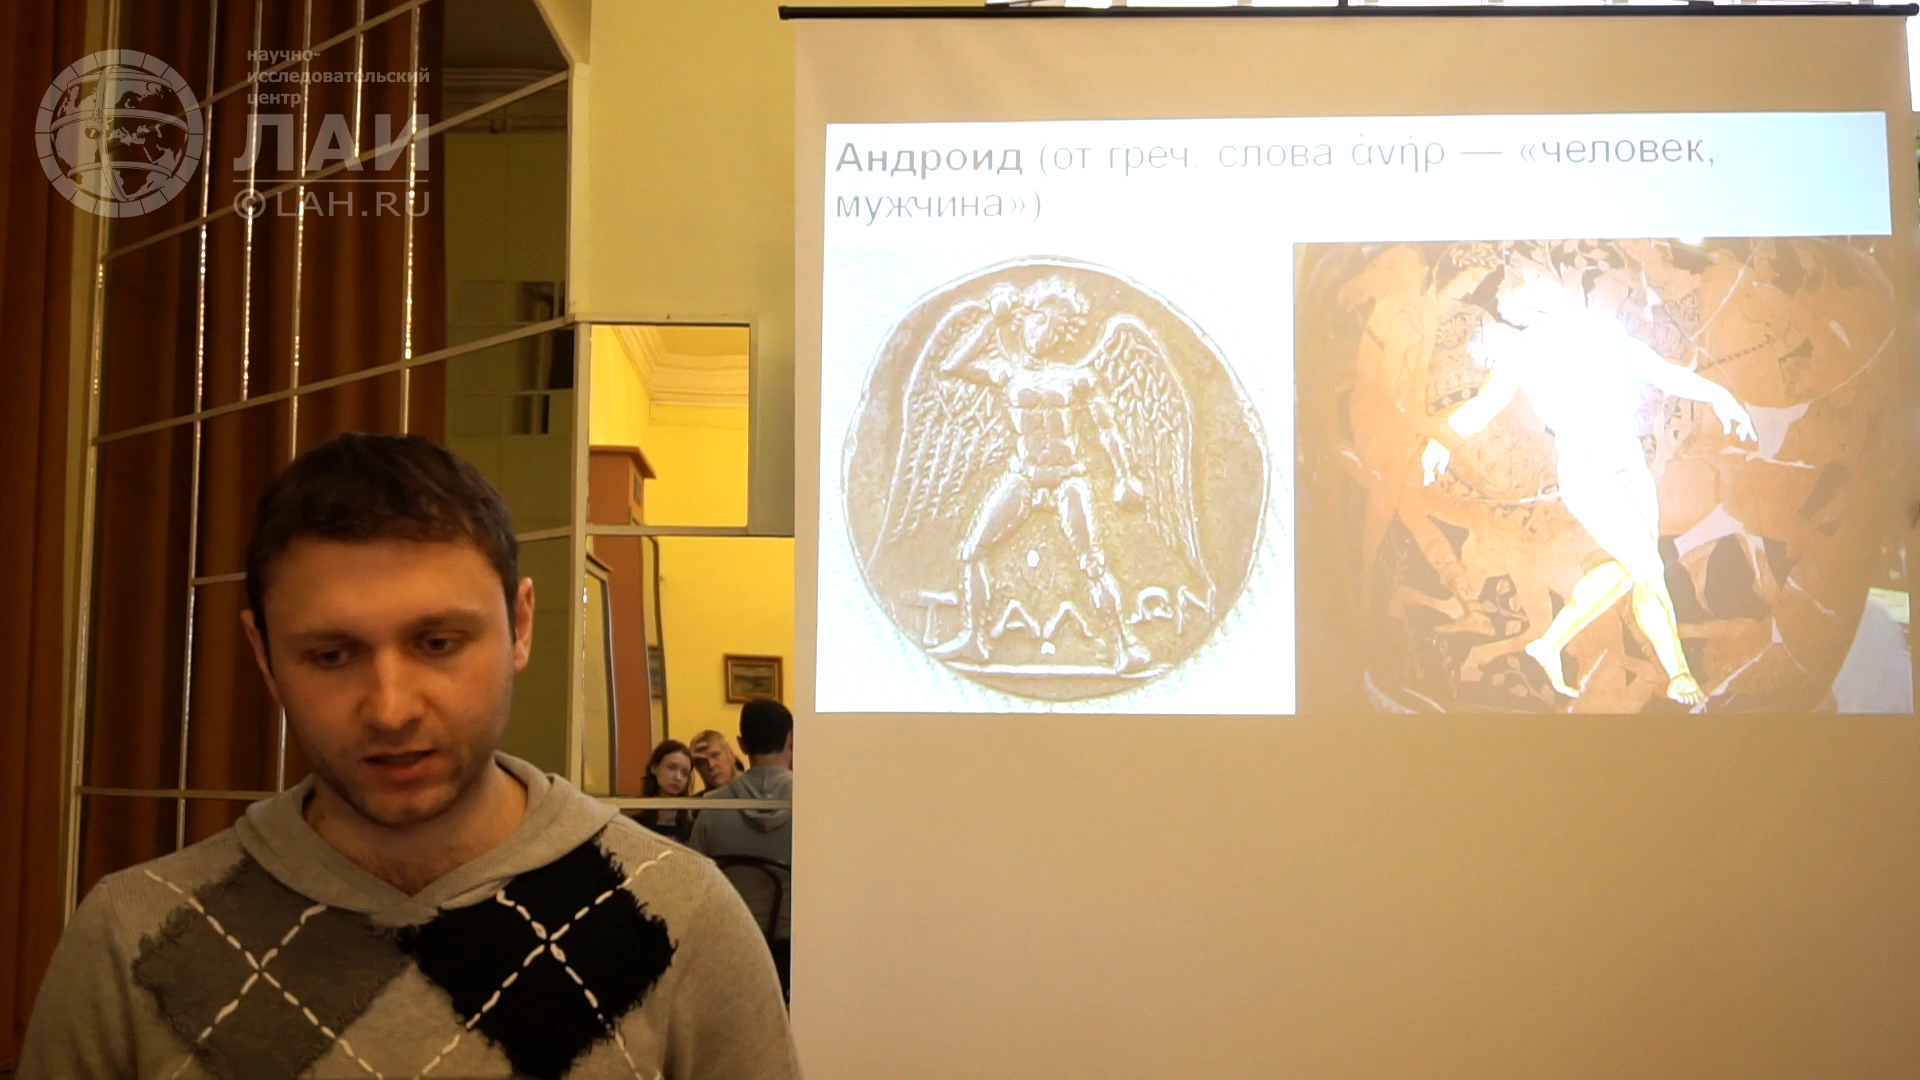 научно-
исследовательский
центр
ЛАИ
©LAH.RU
Андроид (от греч. слова ἀνήρ — «человек,
мужчина»)
ΤΑΛΩΝ